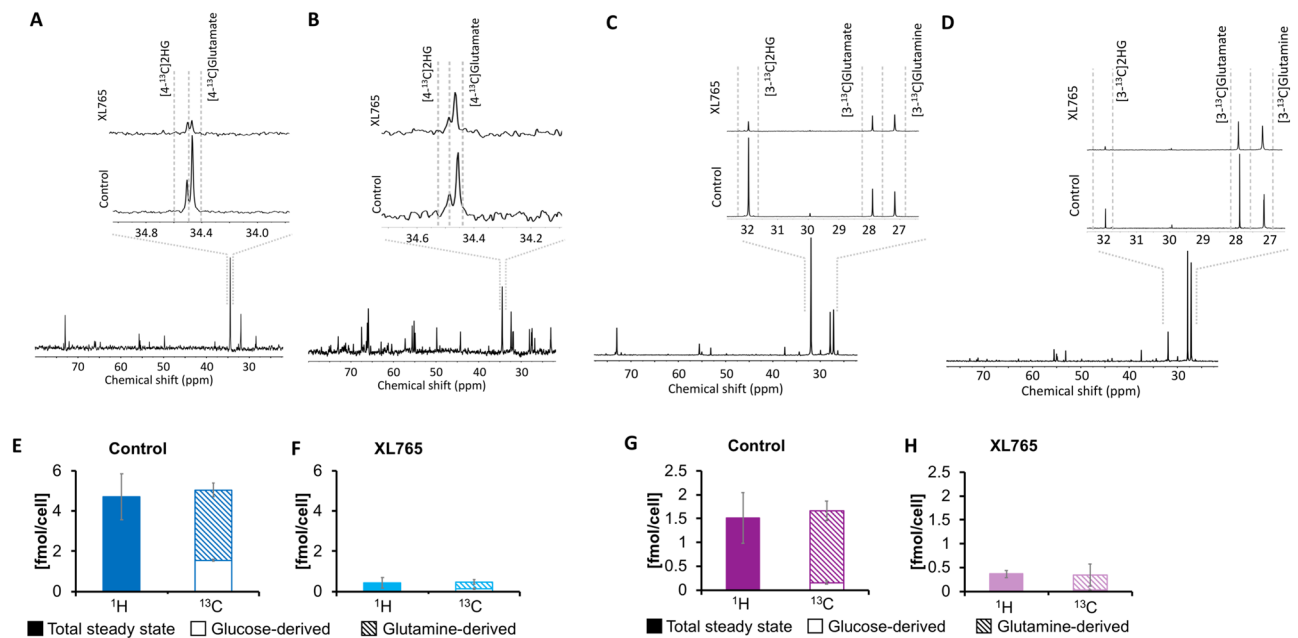 A
[4-¹³C]2HG
[4-¹³C]Glutamate
XL765
Control
34.8 34.4 34.0
70 60 50 40 30
Chemical shift (ppm)
B
[4-¹³C]2HG
[4-¹³C]Glutamate
XL765
Control
34.6 34.4 34.2
80 70 60 50 40 30
Chemical shift (ppm)
C
[3-¹³C]2HG
[3-¹³C]Glutamate
[3-¹³C]Glutamine
XL765
Control
32 31 30 29 28 27
70 60 50 40 30
Chemical shift (ppm)
D
[3-¹³C]2HG
[3-¹³C]Glutamate
[3-¹³C]Glutamine
XL765
Control
32 31 30 29 28 27
70 60 50 40 30
Chemical shift (ppm)
E
Control
[fmol/cell]
6
4
2
0
¹H
¹³C
F
XL765
[fmol/cell]
6
4
2
0
¹H
¹³C
Total steady state
Glucose-derived
Glutamine-derived
G
Control
[fmol/cell]
2.5
2
1.5
1
0.5
0
¹H
¹³C
H
XL765
[fmol/cell]
2.5
2
1.5
1
0.5
0
¹H
¹³C
Total steady state
Glucose-derived
Glutamine-derived